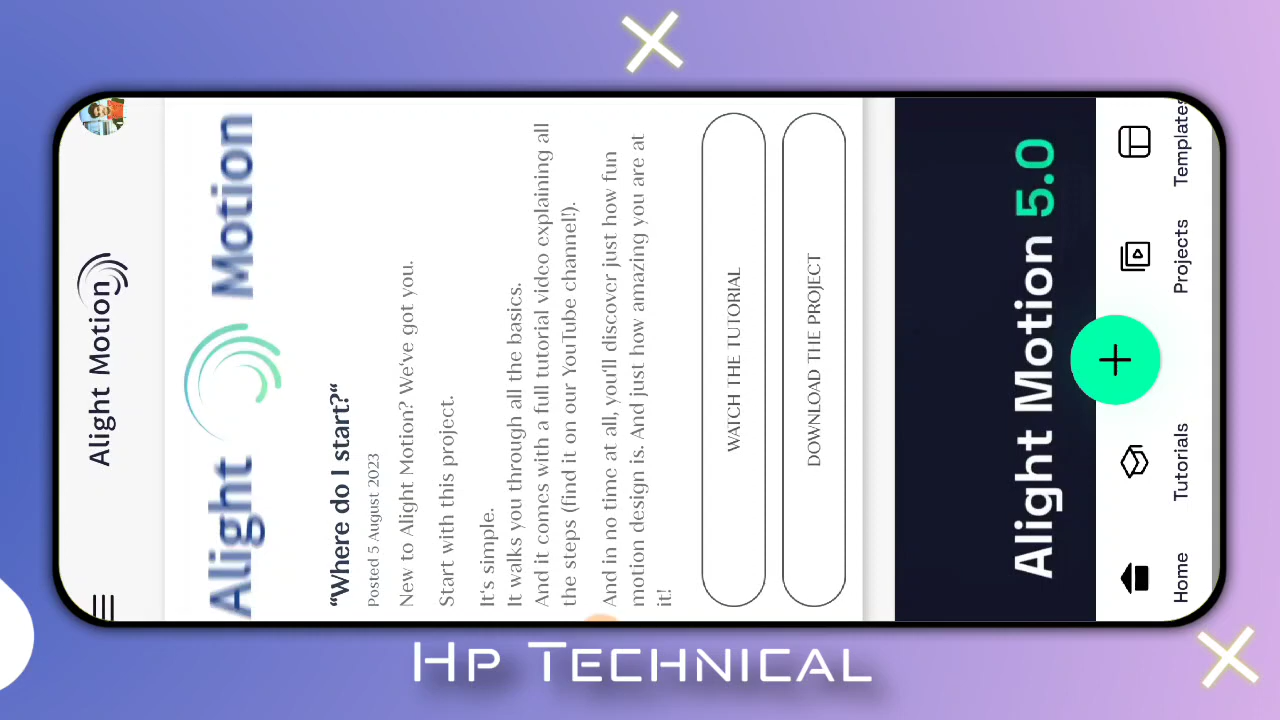 Alight Motion
Alight Motion
“Where do I start?“
Posted 5 August 2023
New to Alight Motion? We've got you.
Start with this project.
It's simple.
It walks you through all the basics.
And it comes with a full tutorial video explaining all
the steps (find it on our YouTube channel!).
And in no time at all, you'll discover just how fun
motion design is. And just how amazing you are at
it!
WATCH THE TUTORIAL
DOWNLOAD THE PROJECT
Alight Motion 5.0
Home
Tutorials
Projects
Templates
Hp Technical